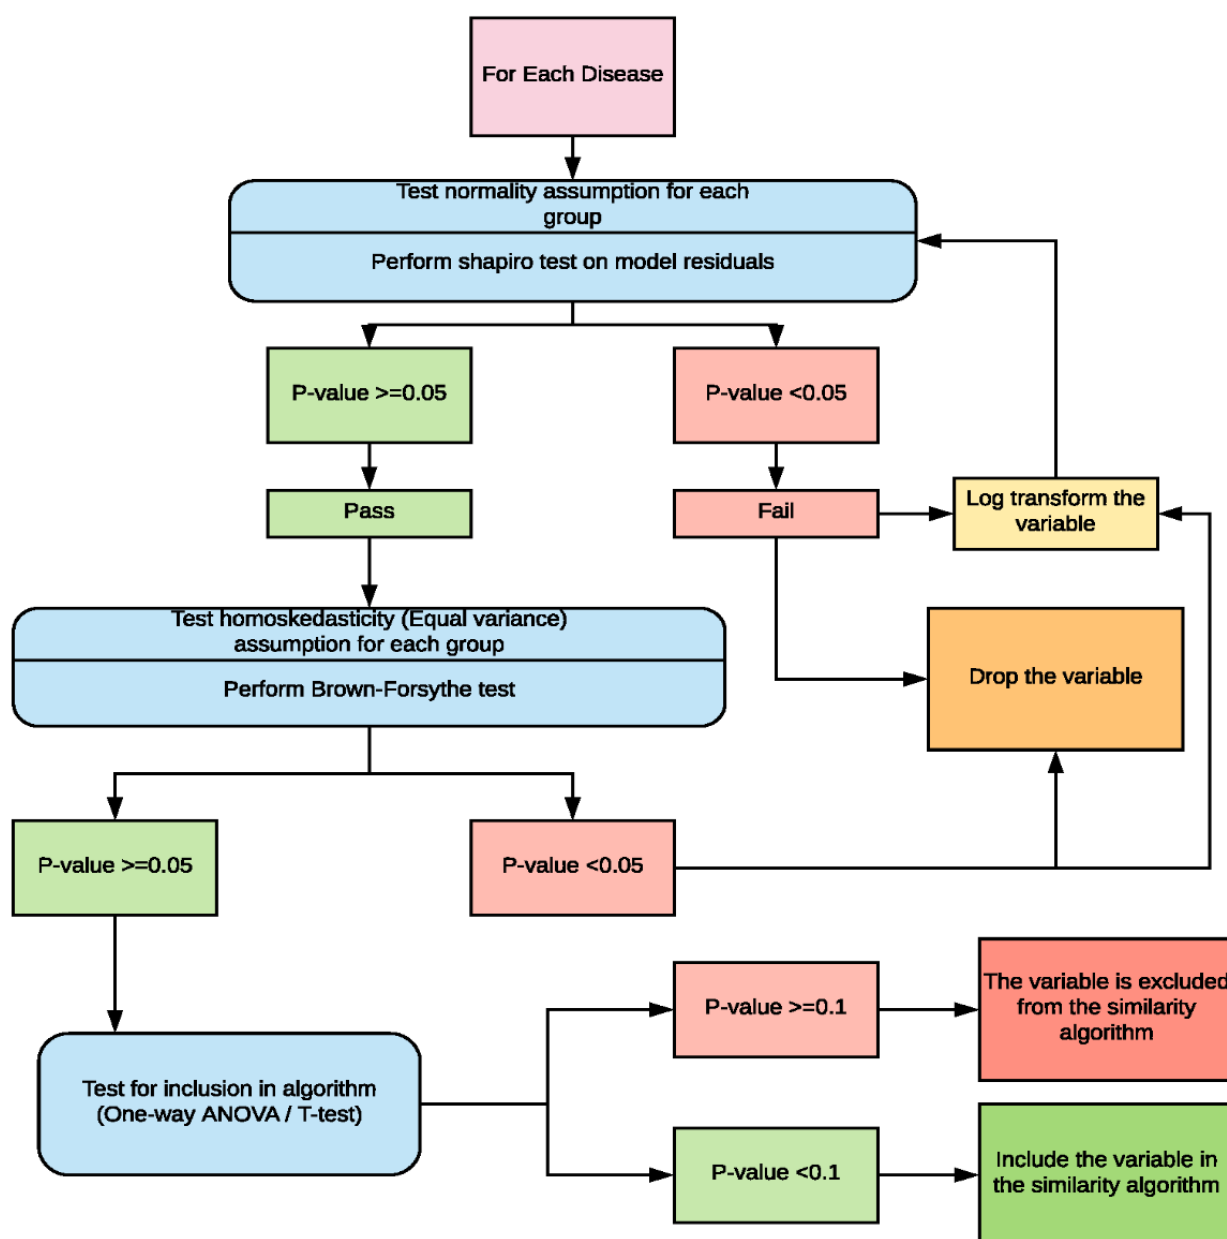 For Each Disease
Test normality assumption for each
group
Perform shapiro test on model residuals
P-value >=0.05
P-value <0.05
Pass
Fail
Log transform the
variable
Test homoskedasticity (Equal variance)
assumption for each group
Perform Brown-Forsythe test
Drop the variable
P-value >=0.05
P-value <0.05
P-value >=0.1
The variable is excluded
from the similarity
algorithm
Test for inclusion in algorithm
(One-way ANOVA / T-test)
P-value <0.1
Include the variable in
the similarity algorithm